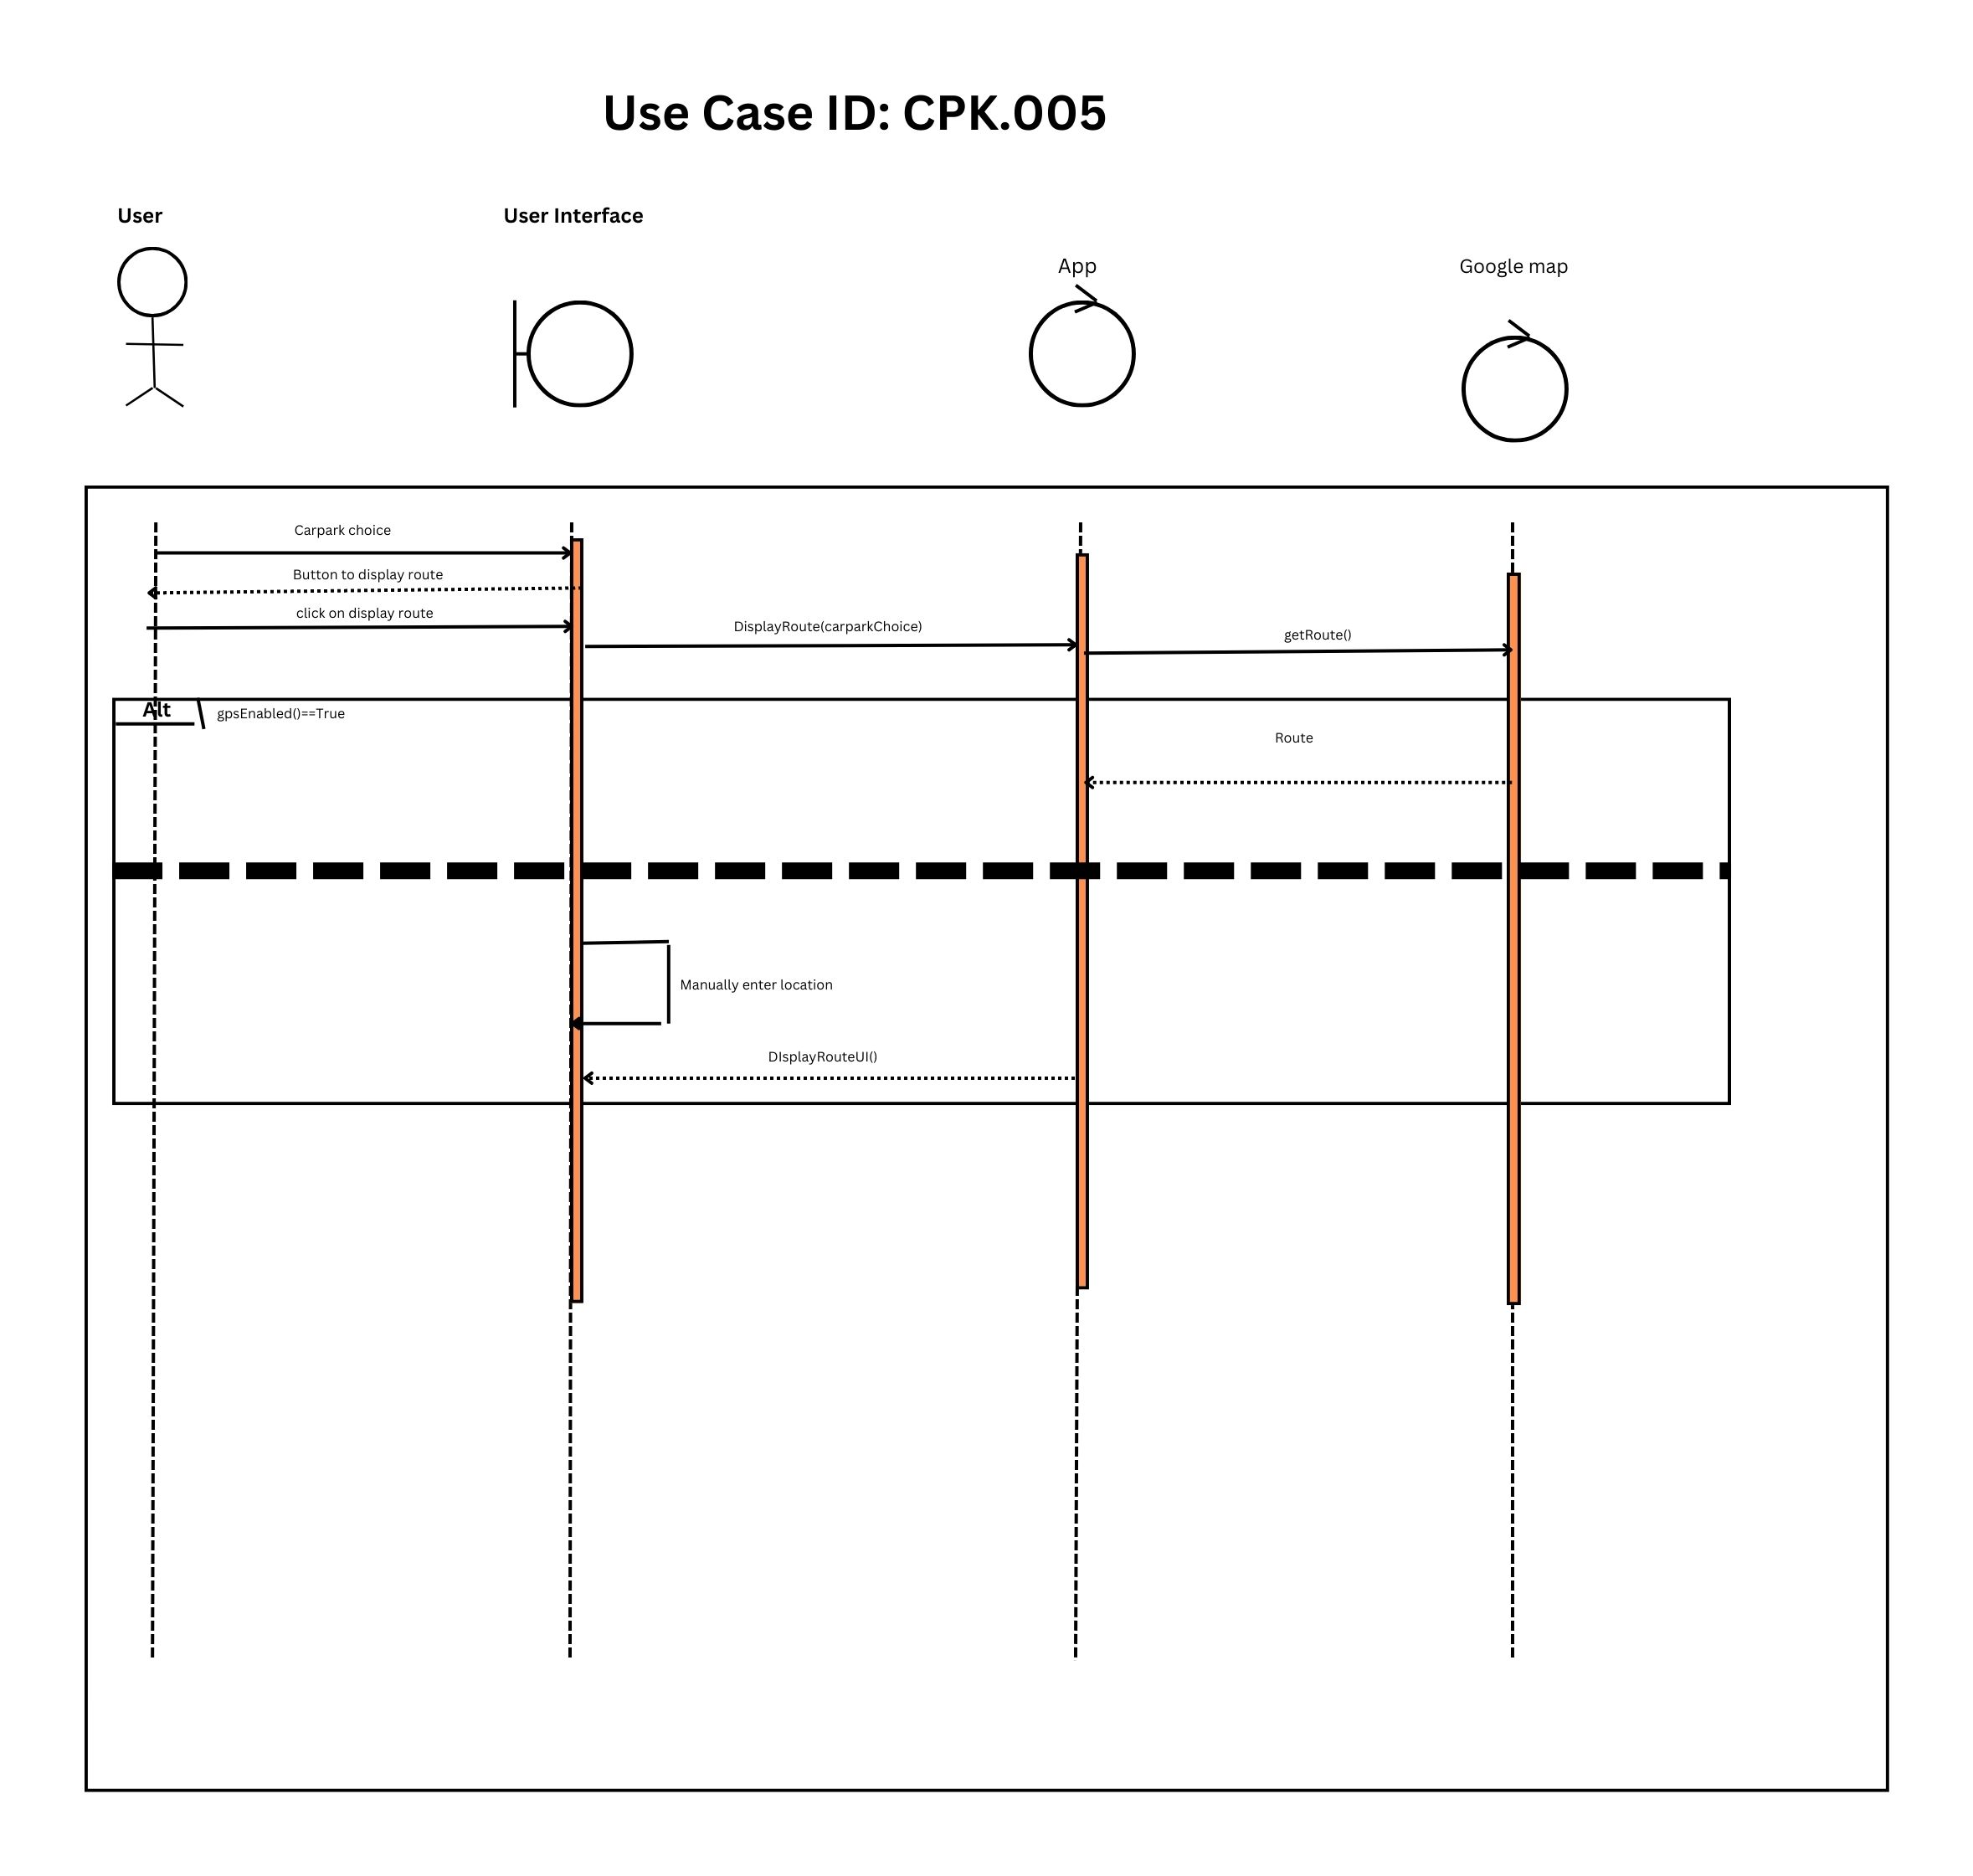 Use Case ID: CPK.005
User
User Interface
App
Google map
Carpark choice
Button to display route
click on display route
DisplayRoute(carparkChoice)
getRoute()
Alt
gpsEnabled()==True
Route
Manually enter location
DIsplayRouteUI()